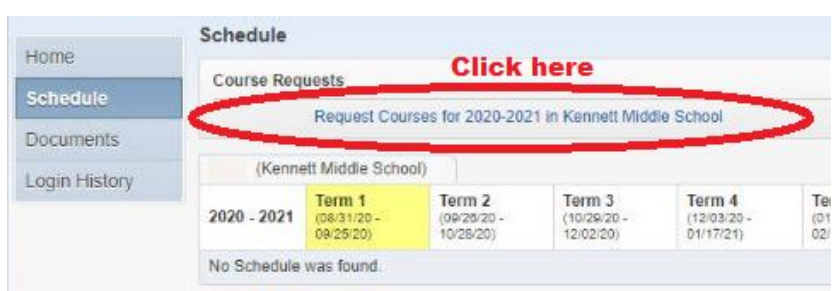 Schedule
Home
Schedule
Documents
Login History
Click here
Course Requests
Request Courses for 2020-2021 in Kennett Middle School
(Kennett Middle School)
2020 - 2021
Term 1
(08/31/20 -
09/25/20)
Term 2
(09/26/20 -
10/28/20)
Term 3
(10/29/20 -
12/02/20)
Term 4
(12/03/20 -
01/17/21)
Te
(01
02/
No Schedule was found.